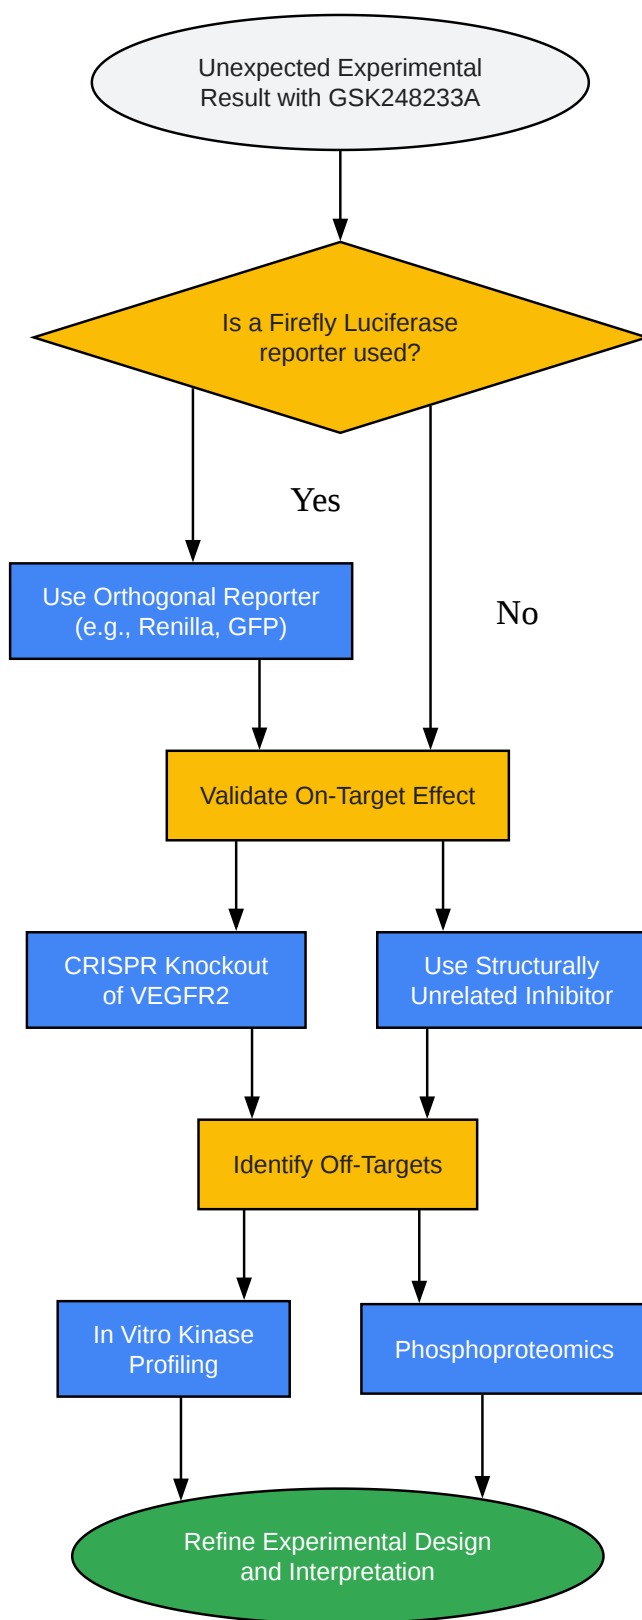 Unexpected Experimental
Result with GSK248233A
Is a Firefly Luciferase
reporter used?
Yes
Use Orthogonal Reporter
(e.g., Renilla, GFP)
No
Validate On-Target Effect
CRISPR Knockout
of VEGFR2
Use Structurally
Unrelated Inhibitor
Identify Off-Targets
In Vitro Kinase
Profiling
Phosphoproteomics
Refine Experimental Design
and Interpretation